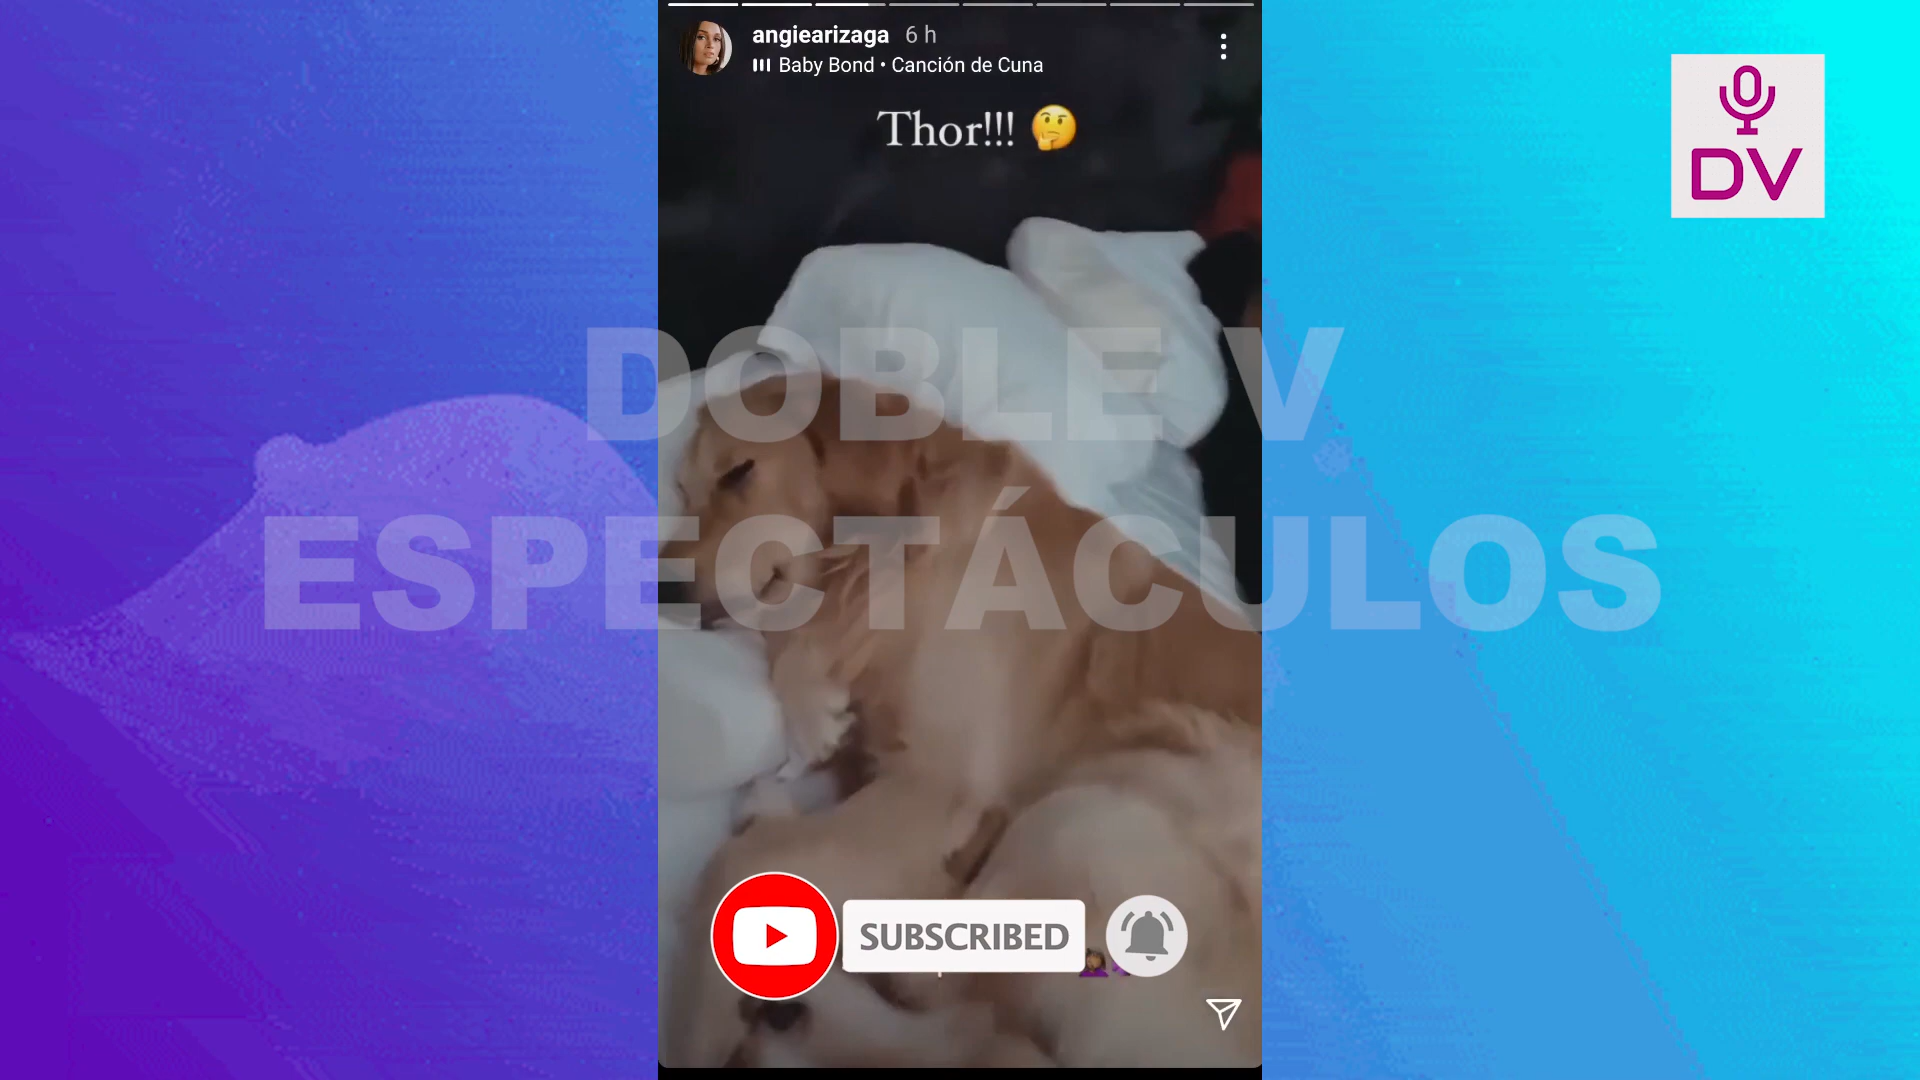 angiearizaga 6 h
Baby Bond • Canción de Cuna
Thor!!! 🤔
DV
DOBLE V
ESPECTÁCULOS
SUBSCRIBED